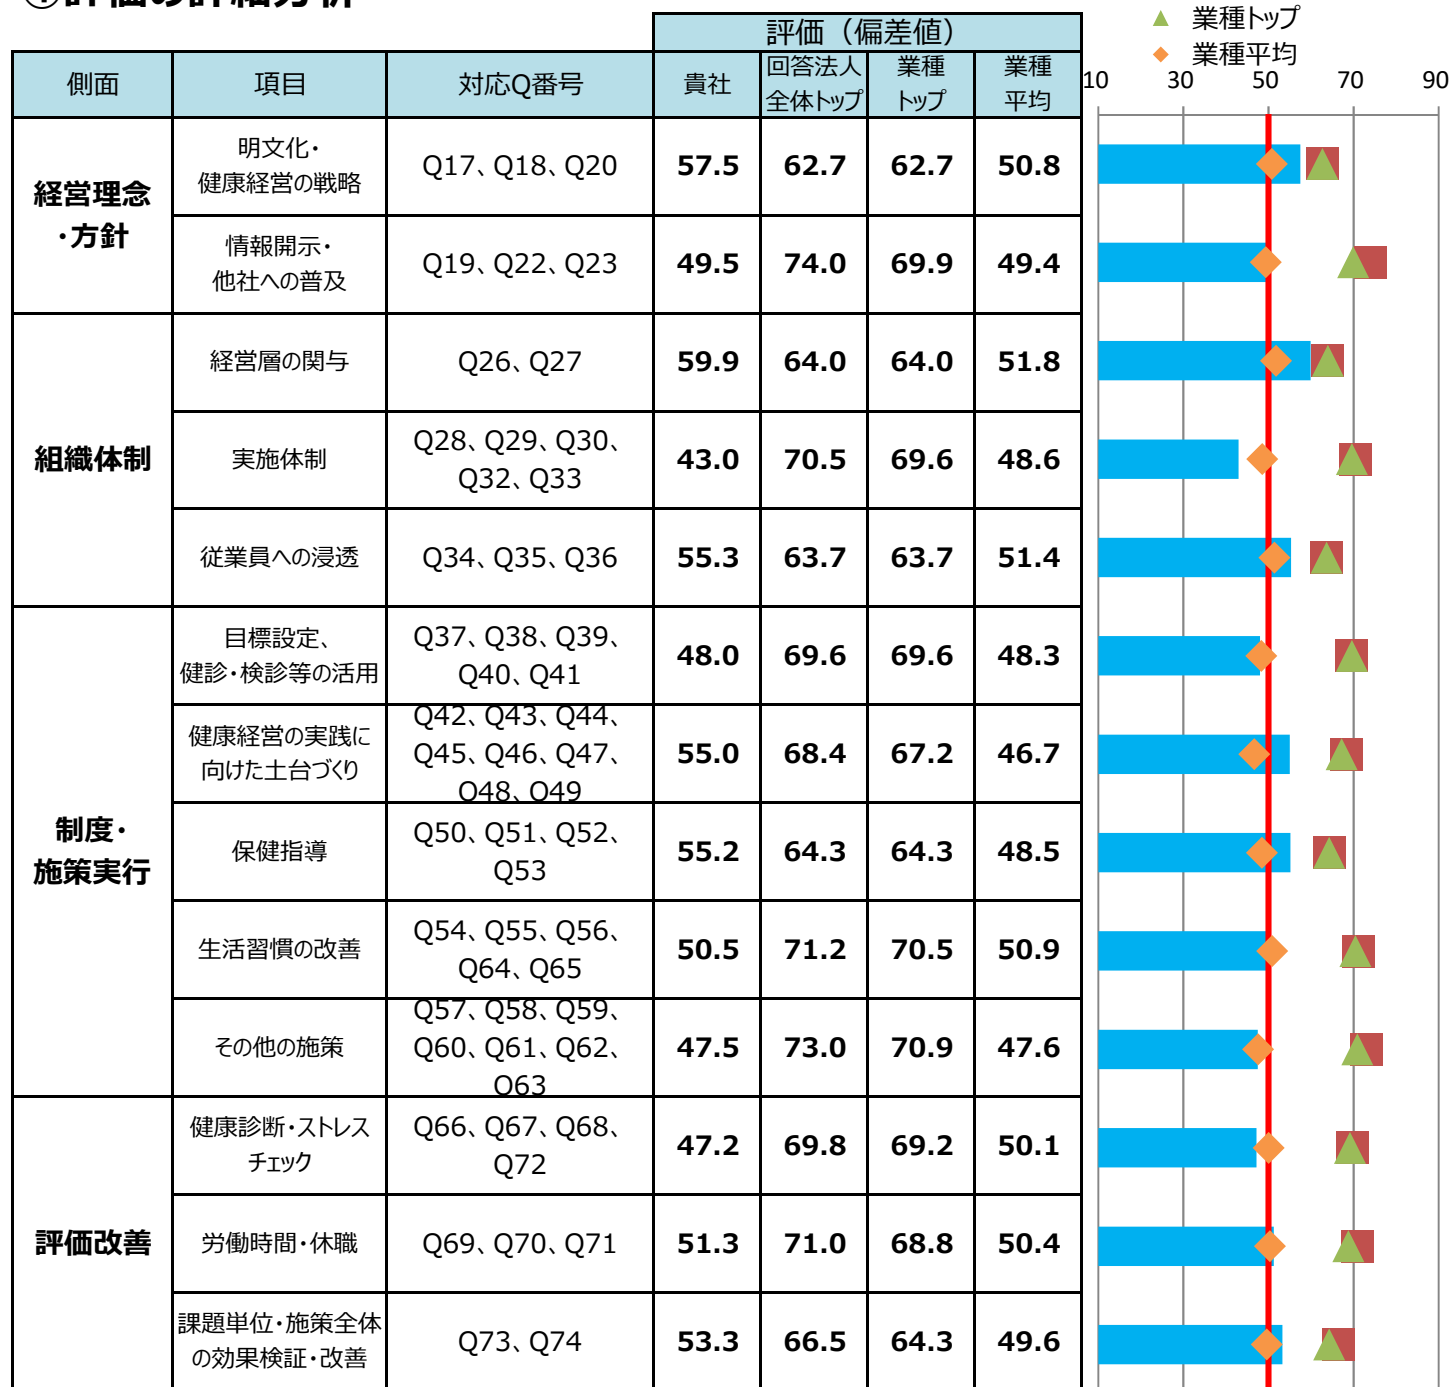 ①評価の詳細分析
業種トップ
業種平均
評価（偏差値）
側面 項目 対応Q番号 貴社 回答法人 業種 業種
全体トップ トップ 平均
10 30 50 70 90
経営理念
・方針
明文化・
健康経営の戦略
Q17、Q18、Q20 57.5 62.7 62.7 50.8
情報開示・
他社への普及
Q19、Q22、Q23 49.5 74.0 69.9 49.4
組織体制
経営層の関与 Q26、Q27 59.9 64.0 64.0 51.8
実施体制
Q28、Q29、Q30、
Q32、Q33
43.0 70.5 69.6 48.6
従業員への浸透 Q34、Q35、Q36 55.3 63.7 63.7 51.4
制度・
施策実行
目標設定、
健診・検診等の活用
Q37、Q38、Q39、
Q40、Q41
48.0 69.6 69.6 48.3
健康経営の実践に
向けた土台づくり
Q42、Q43、Q44、
Q45、Q46、Q47、
Q48、Q49
55.0 68.4 67.2 46.7
保健指導
Q50、Q51、Q52、
Q53
55.2 64.3 64.3 48.5
生活習慣の改善
Q54、Q55、Q56、
Q64、Q65
50.5 71.2 70.5 50.9
その他の施策
Q57、Q58、Q59、
Q60、Q61、Q62、
Q63
47.5 73.0 70.9 47.6
評価改善
健康診断・ストレス
チェック
Q66、Q67、Q68、
Q72
47.2 69.8 69.2 50.1
労働時間・休職 Q69、Q70、Q71 51.3 71.0 68.8 50.4
課題単位・施策全体
の効果検証・改善
Q73、Q74 53.3 66.5 64.3 49.6